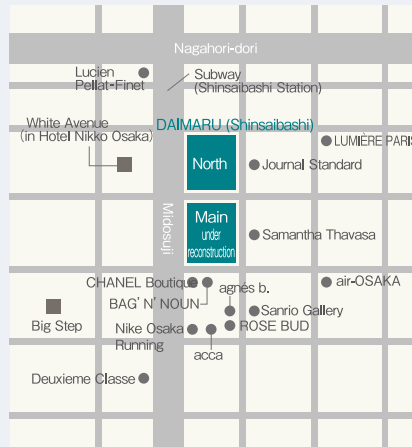 Nagahori-dori
Lucien
Pellat-Finet
Subway
(Shinsaibashi Station)
White Avenue
(in Hotel Nikko Osaka)
DAIMARU (Shinsaibashi)
LUMIÈRE PARIS
North
Journal Standard
Midosuji
Main
under
reconstruction
Samantha Thavasa
CHANEL Boutique
BAG' N' NOUN
agnés b.
air-OSAKA
Big Step
Nike Osaka
Running
acca
Sanrio Gallery
ROSE BUD
Deuxieme Classe